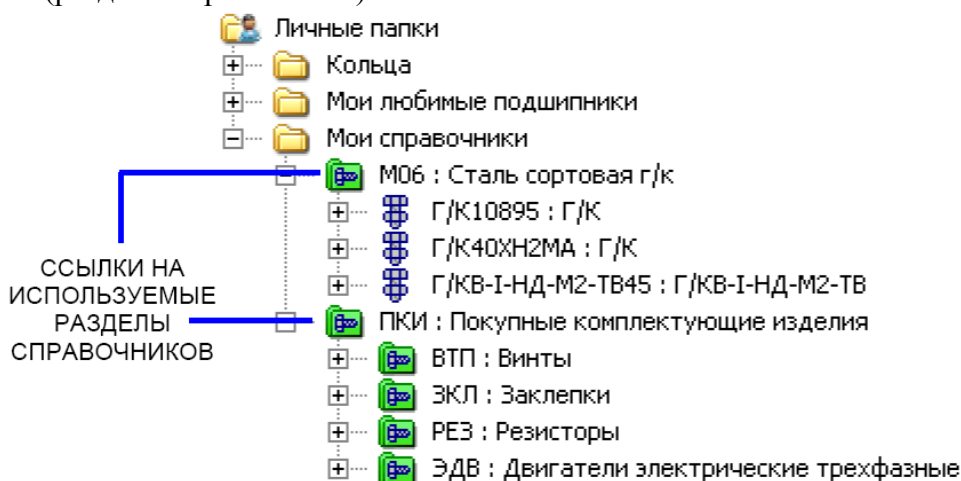 Личные папки
Кольца
Мои любимые подшипники
Мои справочники
М06 : Сталь сортовая г/к
Г/К10895 : Г/К
Г/К40ХН2МА : Г/К
Г/КВ-I-НД-М2-ТВ45 : Г/КВ-I-НД-М2-ТВ
ПКИ : Покупные комплектующие изделия
ВТП : Винты
ЗКЛ : Заклепки
РЕЗ : Резисторы
ЭДВ : Двигатели электрические трехфазные
ССЫЛКИ НА
ИСПОЛЬЗУЕМЫЕ
РАЗДЕЛЫ
СПРАВОЧНИКОВ